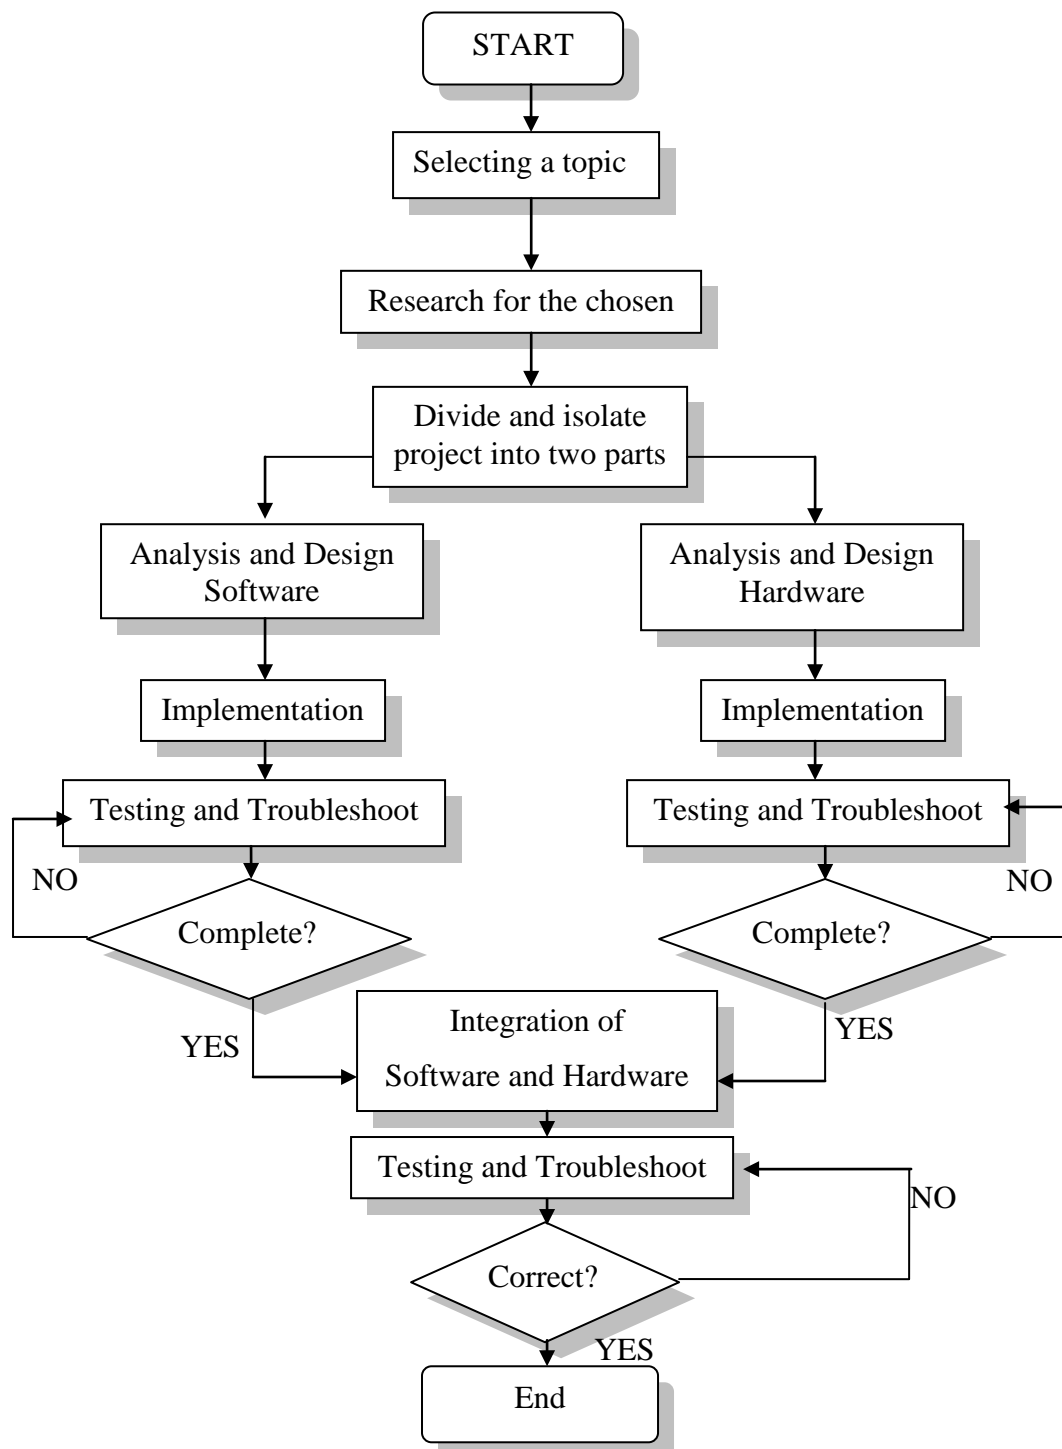 START
Selecting a topic
Research for the chosen
Divide and isolate
project into two parts
Analysis and Design
Software
Analysis and Design
Hardware
Implementation
Implementation
Testing and Troubleshoot
Testing and Troubleshoot
NO
NO
Complete?
Complete?
YES
YES
Integration of
Software and Hardware
Testing and Troubleshoot
NO
Correct?
YES
End